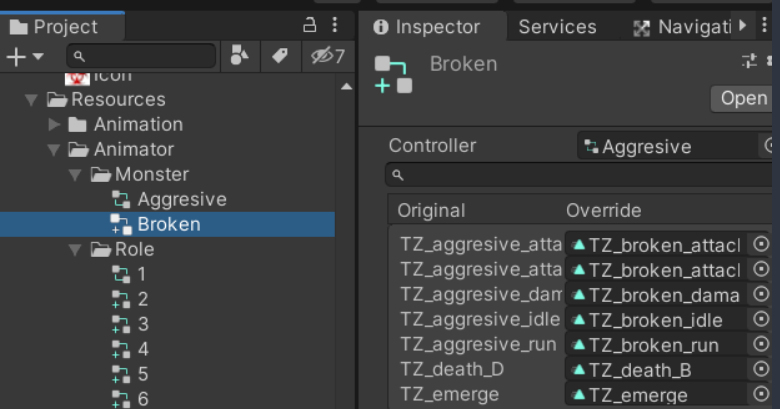 Project
7
Icon
Resources
Animation
Animator
Monster
Aggresive
Broken
Role
1
2
3
4
5
6
Inspector Services Navigati
Broken
Open
Controller Aggresive
Original Override
TZ_aggresive_atta TZ_broken_attacl
TZ_aggresive_atta TZ_broken_attacl
TZ_aggresive_dam TZ_broken_dama
TZ_aggresive_idle TZ_broken_idle
TZ_aggresive_run TZ_broken_run
TZ_death_D TZ_death_B
TZ_emerge TZ_emerge